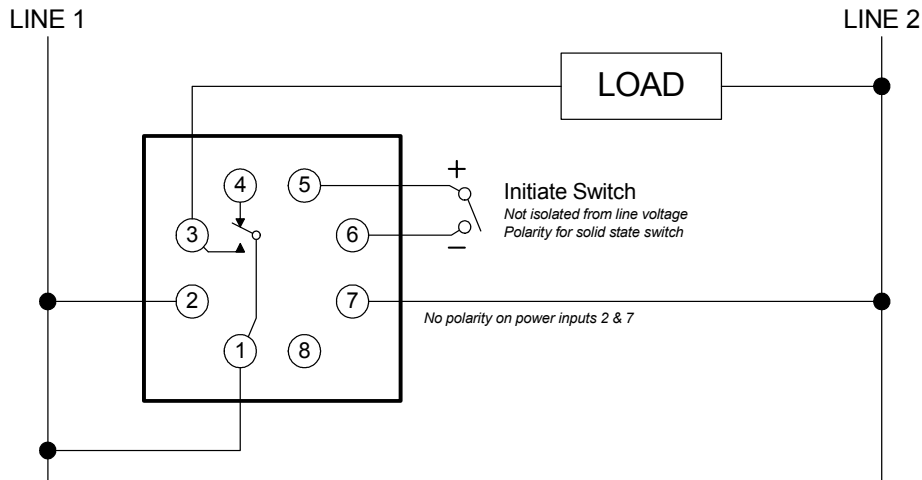 LINE 1
LINE 2
LOAD
4
5
+
Initiate Switch
Not isolated from line voltage
Polarity for solid state switch
3
6
−
2
7
No polarity on power inputs 2 & 7
1
8